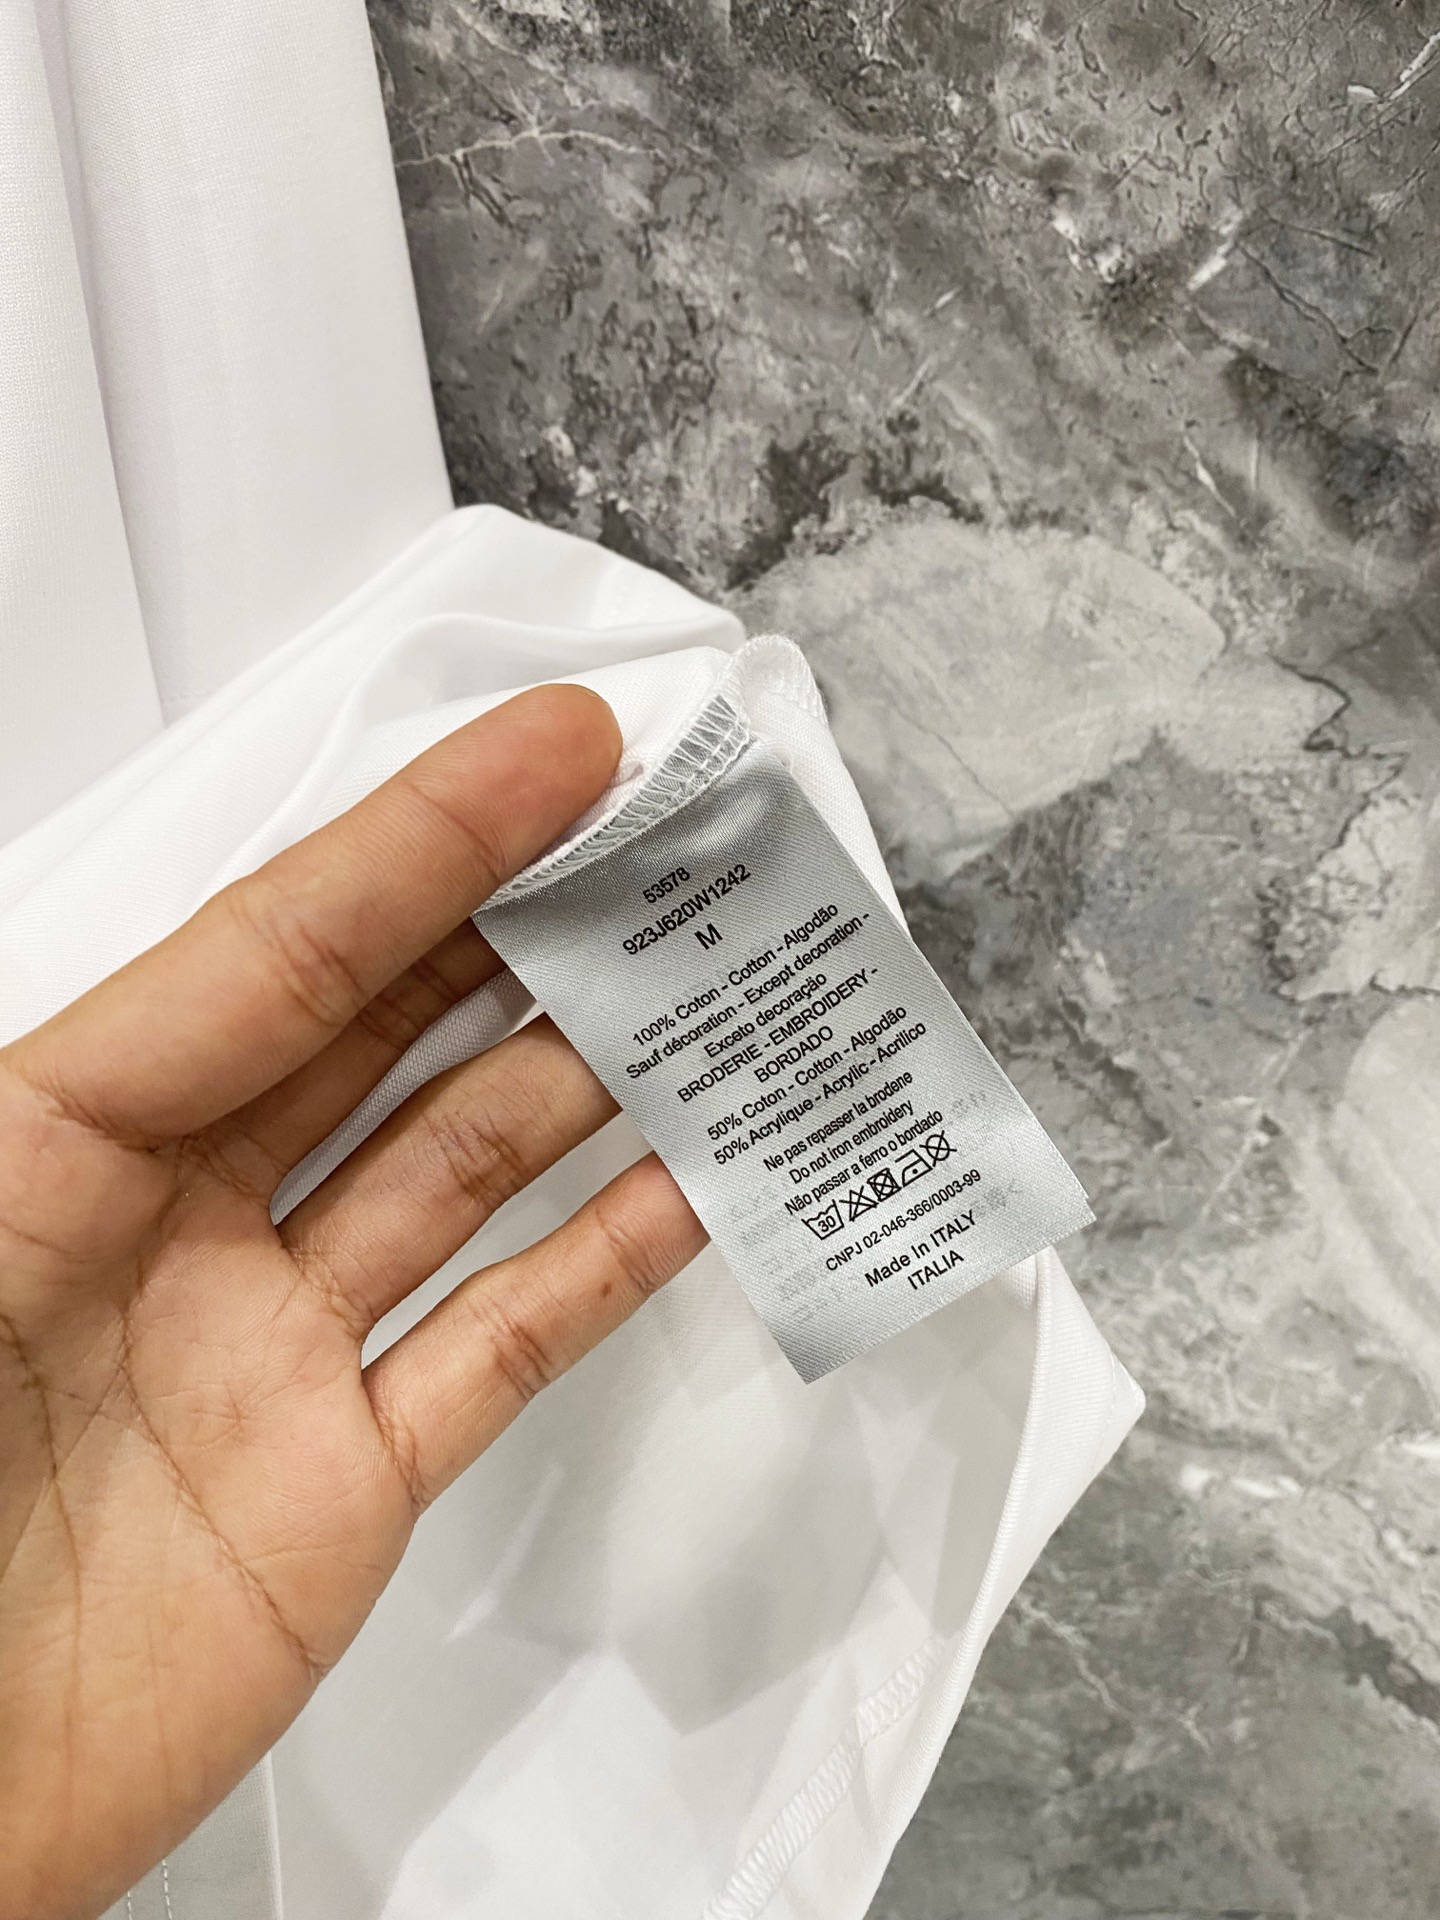 53578
923J620W1242
M
100% Coton - Cotton - Algodão
Sauf décoration - Except decoration -
Exceto decoração
BRODERIE -EMBROIDERY -
BORDADO
50% Coton - Cotton -Algodão
50% Acrylique - Acrylic - Acrilico
Ne pas repasser la broderie
Do not iron embroidery
Não passar a ferro o bordado
30
CNPJ 02-046-366/0003-99
Made In ITALY
ITALIA